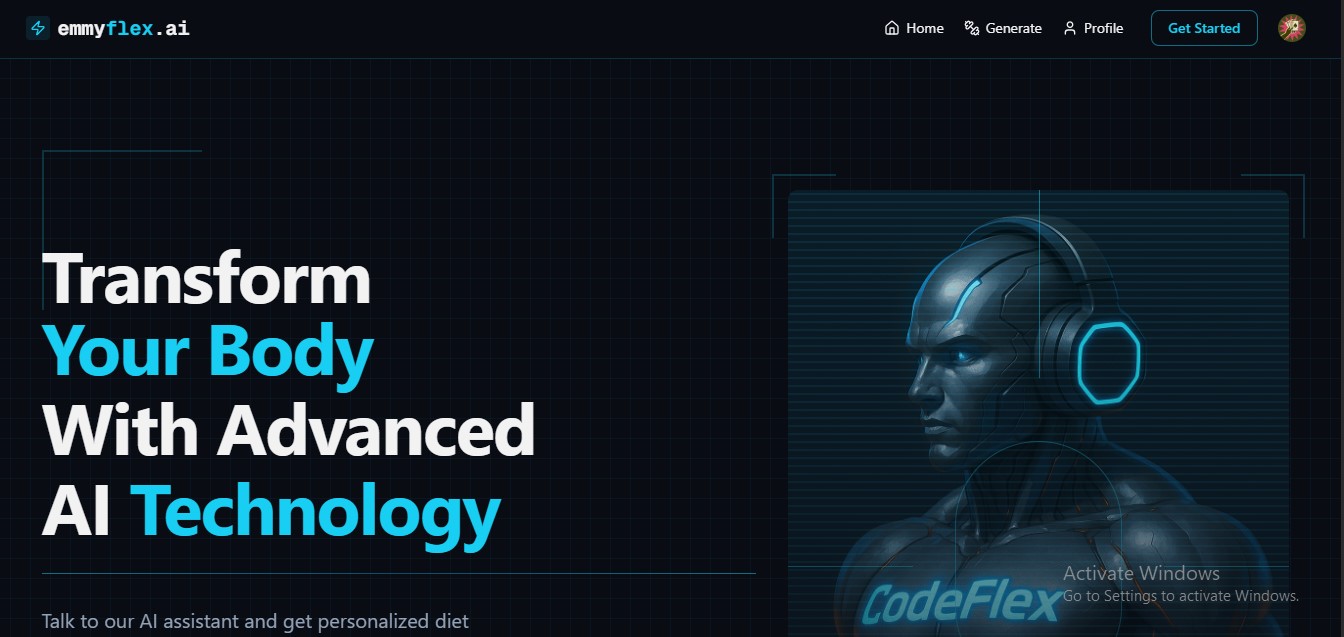 emmyflex.ai
Home
Generate
Profile
Get Started
Transform
Your Body
With Advanced
AI Technology
Talk to our AI assistant and get personalized diet
CodeFlex
Activate Windows
Go to Settings to activate Windows.